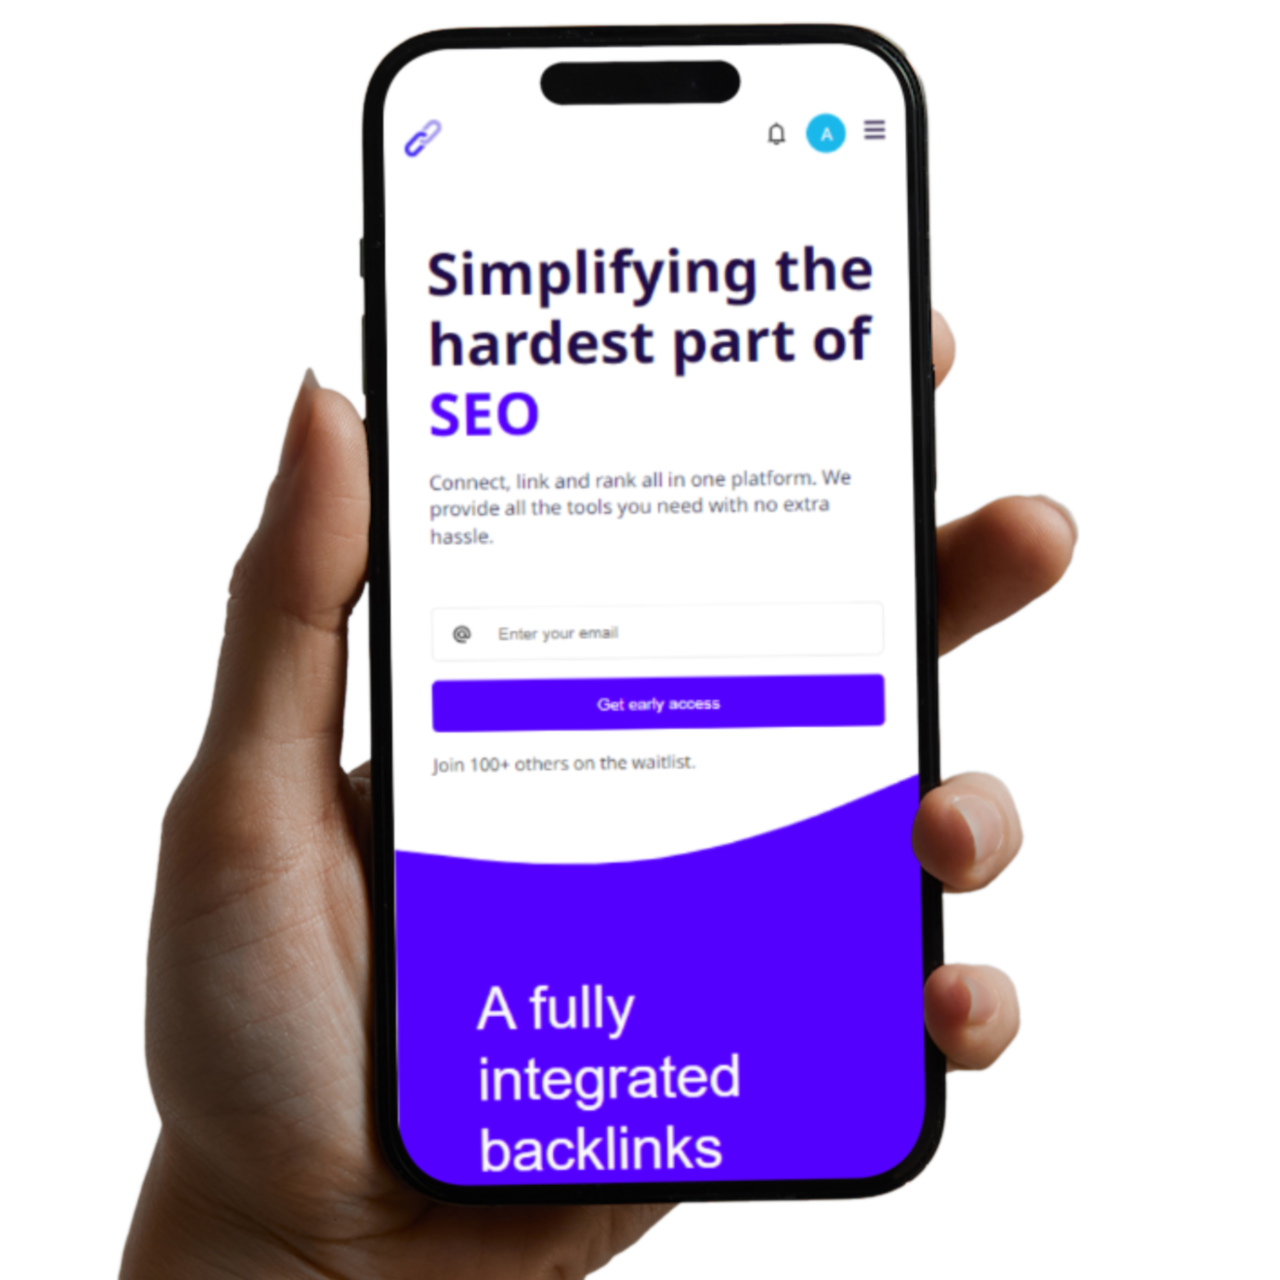 A
Simplifying the
hardest part of
SEO
Connect, link and rank all in one platform. We
provide all the tools you need with no extra
hassle.
Enter your email
Get early access
Join 100+ others on the waitlist.
A fully
integrated
backlinks